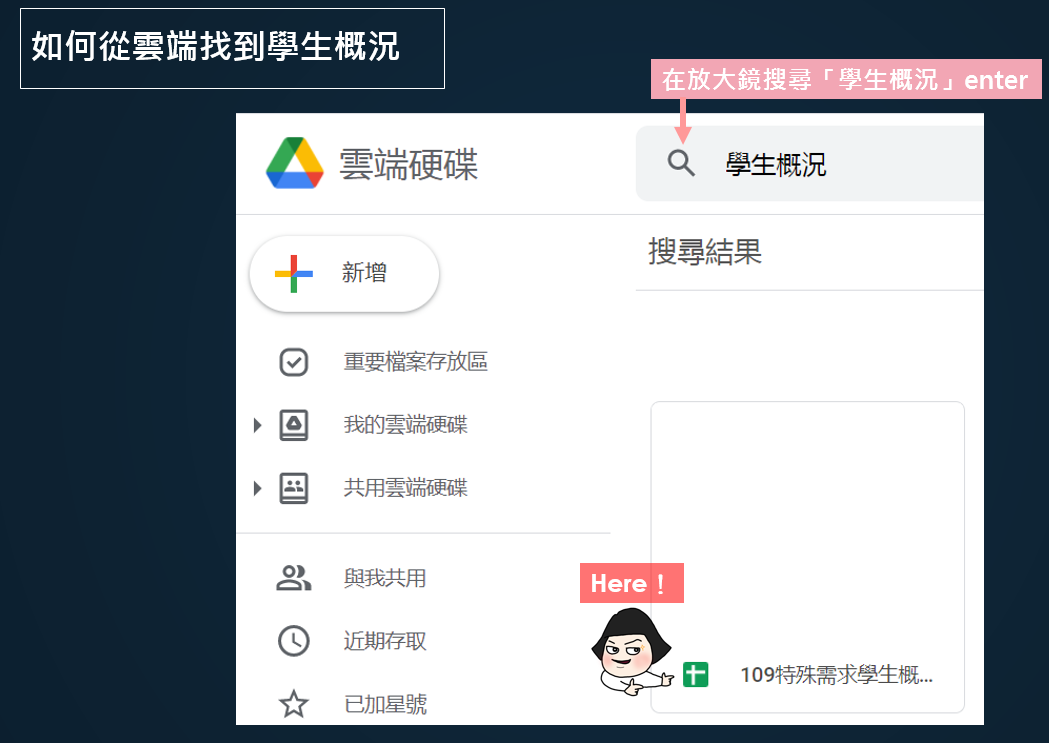 如何從雲端找到學生概況
在放大鏡搜尋「學生概況」enter
雲端硬碟
學生概況
搜尋結果
新增
重要檔案存放區
我的雲端硬碟
共用雲端硬碟
與我共用
Here！
近期存取
109特殊需求學生概...
已加星號